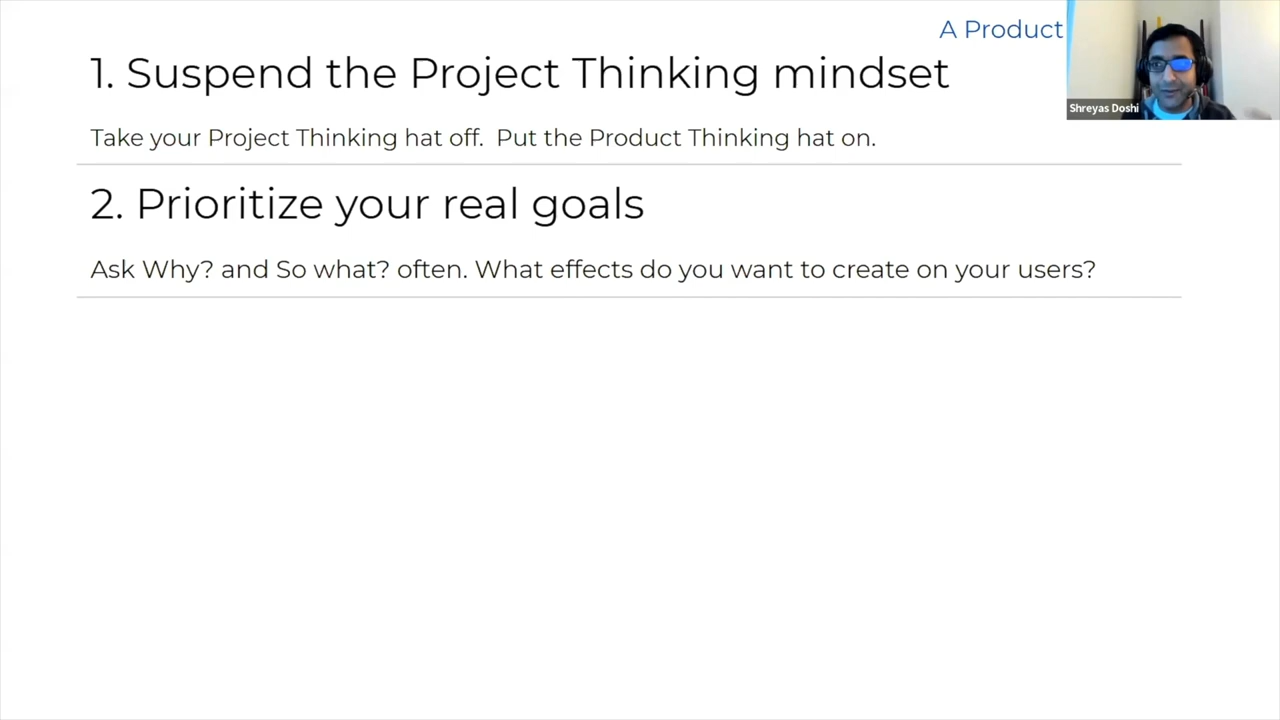 A Product
1. Suspend the Project Thinking mindset
Shreyas Doshi
Take your Project Thinking hat off.  Put the Product Thinking hat on.
2. Prioritize your real goals
Ask Why? and So what? often. What effects do you want to create on your users?